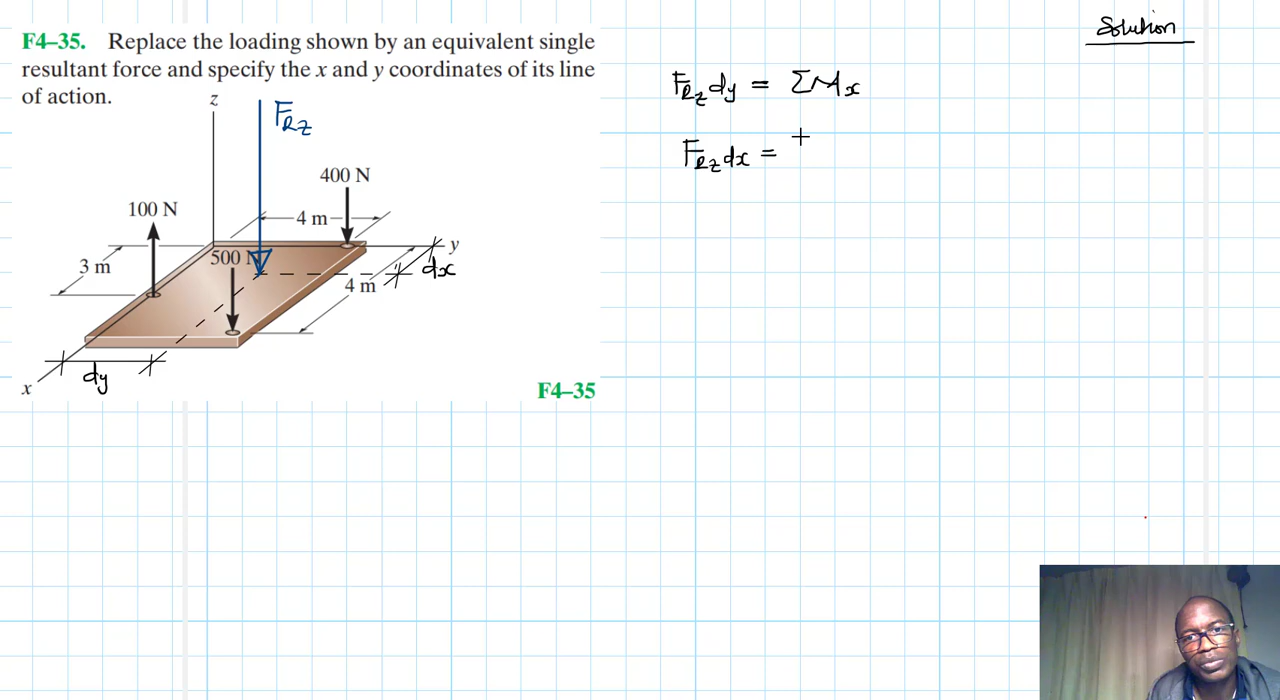 Solution
F4–35. Replace the loading shown by an equivalent single
resultant force and specify the x and y coordinates of its line
of action.
z
F_Rz
400 N
100 N
4 m
y
500 N
3 m
dx
4 m
dy
x
F4–35
F_Rz dy = ΣMx
F_Rz dx = +